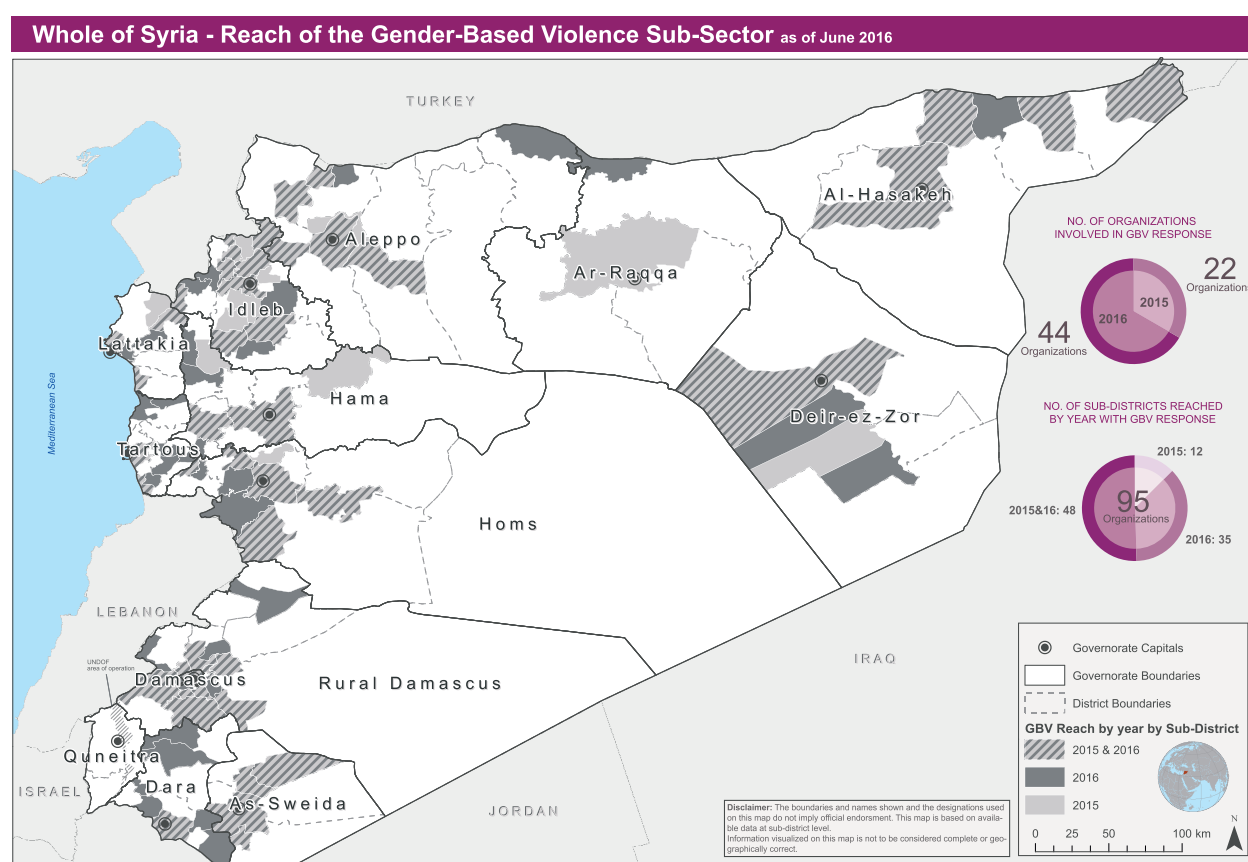 Whole of Syria - Reach of the Gender-Based Violence Sub-Sector as of June 2016
TURKEY
Al-Hasakeh
Aleppo
Ar-Raqqa
Idleb
Lattakia
Mediterranean Sea
Hama
Deir-ez-Zor
Tartous
Homs
LEBANON
UNDOF
area of operation
Damascus
Rural Damascus
IRAQ
Quneitra
ISRAEL
Dara
As-Sweida
JORDAN
NO. OF ORGANIZATIONS
INVOLVED IN GBV RESPONSE
22
Organizations
2015
2016
44
Organizations
NO. OF SUB-DISTRICTS REACHED
BY YEAR WITH GBV RESPONSE
2015: 12
95
Organizations
2015&16: 48
2016: 35
Governorate Capitals
Governorate Boundaries
District Boundaries
GBV Reach by year by Sub-District
2015 & 2016
2016
2015
N
0 25 50 100 km
Disclaimer: The boundaries and names shown and the designations used
on this map do not imply official endorsment. This map is based on availa-
ble data at sub-district level.
Information visualized on this map is not to be considered complete or geo-
graphically correct.